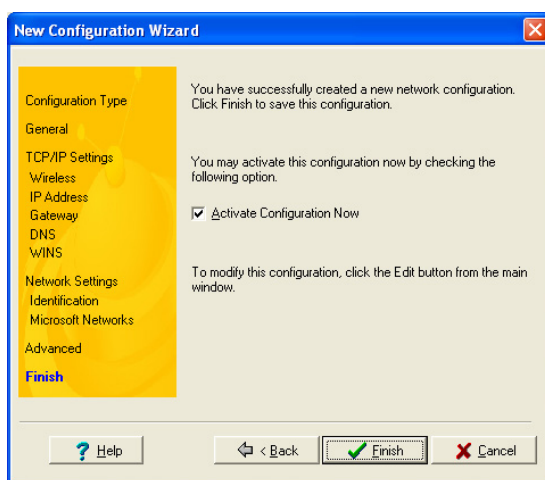 New Configuration Wizard
Configuration Type
General
TCP/IP Settings
Wireless
IP Address
Gateway
DNS
WINS
Network Settings
Identification
Microsoft Networks
Advanced
Finish
You have successfully created a new network configuration.
Click Finish to save this configuration.
You may activate this configuration now by checking the
following option.
Activate Configuration Now
To modify this configuration, click the Edit button from the main
window.
? Help
< Back
Finish
Cancel